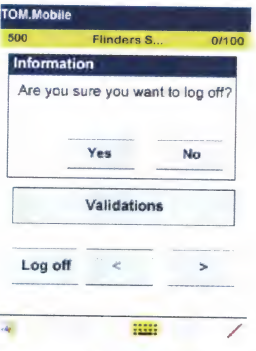 TOM.Mobile
500 Flinders S... 0/100
Information
Are you sure you want to log off?
Yes No
Validations
Log off < >